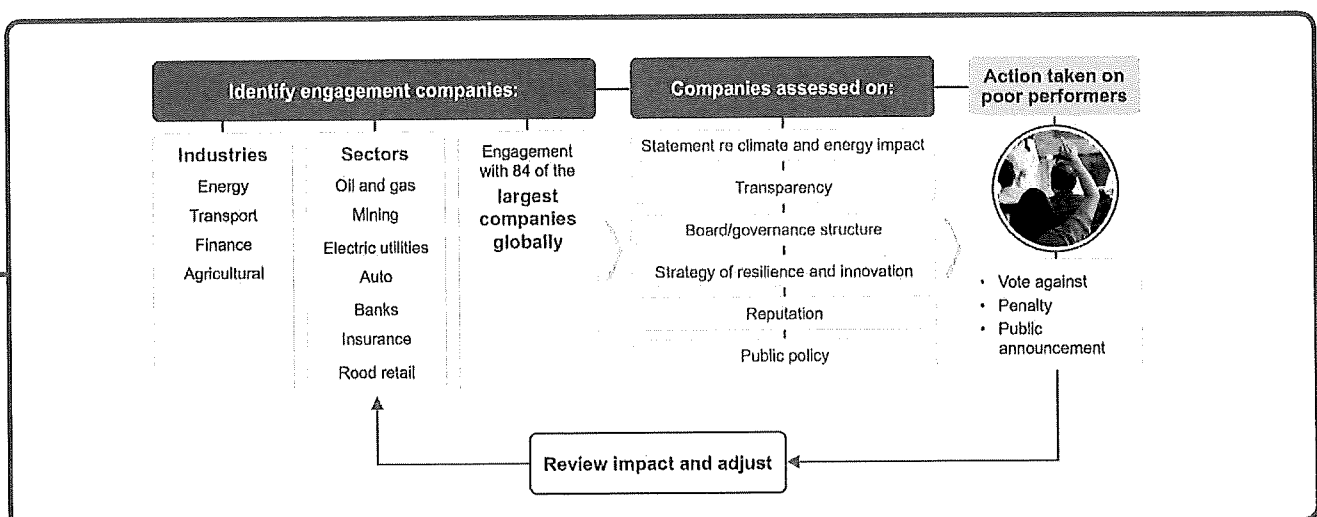 Identify engagement companies:
Companies assessed on:
Action taken on
poor performers
Industries
Energy
Transport
Finance
Agricultural
Sectors
Oil and gas
Mining
Electric utilities
Auto
Banks
Insurance
Rood retail
Engagement
with 84 of the
largest
companies
globally
Statement re climate and energy impact
Transparency
Board/governance structure
Strategy of resilience and innovation
Reputation
Public policy
• Vote against
• Penalty
• Public
announcement
Review impact and adjust